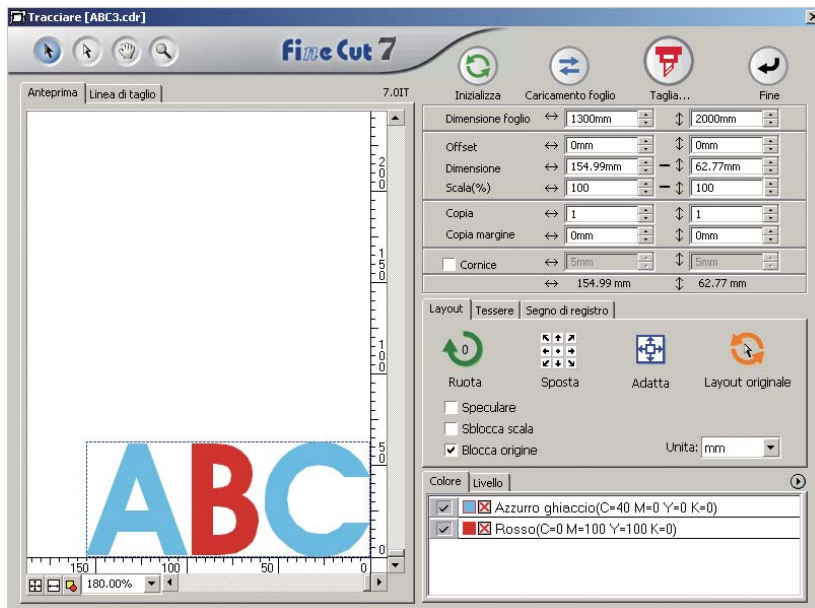 Tracciare [ABC3.cdr]
FineCut 7
Inizializza Caricamento foglio Taglia... Fine
Anteprima Linea di taglio 7.0IT
200
150
100
50
0
ABC
150 100 50 0
180.00%
Dimensione foglio 1300mm 2000mm
Offset 0mm 0mm
Dimensione 154.99mm 62.77mm
Scala(%) 100 100
Copia 1 1
Copia margine 0mm 0mm
Cornice 5mm 5mm
154.99 mm 62.77 mm
Layout Tessere Segno di registro
0
Ruota Sposta Adatta Layout originale
Speculare
Sblocca scala
Blocca origine Unita: mm
Colore Livello
Azzurro ghiaccio(C=40 M=0 Y=0 K=0)
Rosso(C=0 M=100 Y=100 K=0)